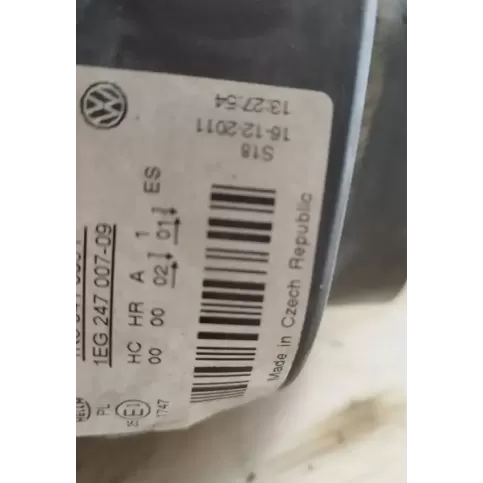 1EG 247 007-09
HC HR A 1 ES
00 00 02 01
PL
E1
1747
S18
16-12-2011
13:27:54
Made in Czech Republic